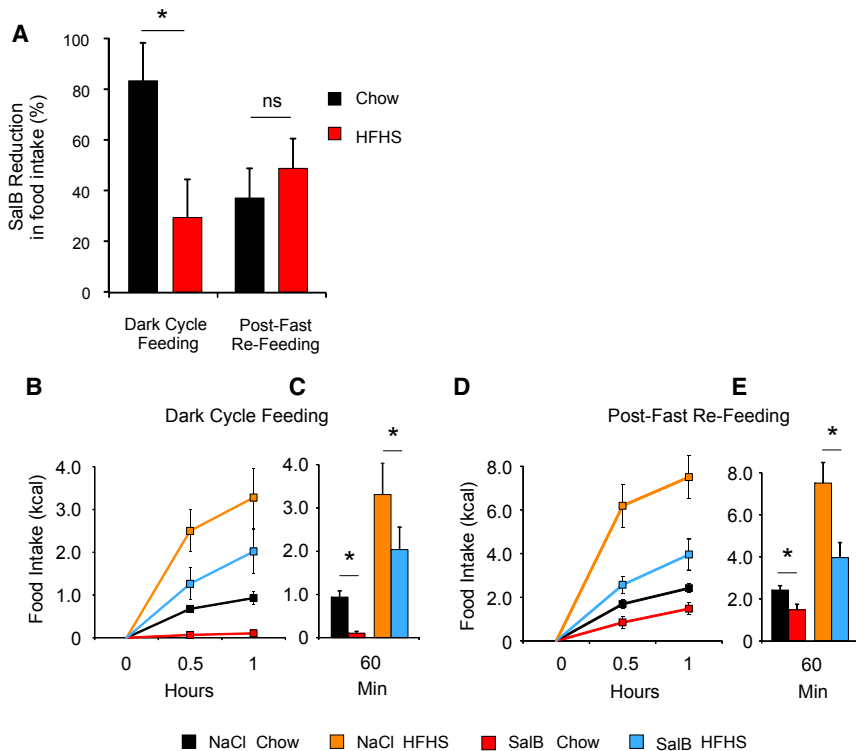 A
*
SalB Reduction
in food intake (%)
100
80
60
40
20
0
ns
Chow
HFHS
Dark Cycle
Feeding
Post-Fast
Re-Feeding
B
C
Dark Cycle Feeding
Food Intake (kcal)
4.0
3.0
2.0
1.0
0
0
0.5
1
Hours
4.0
3.0
2.0
1.0
0
*
*
60
Min
D
E
Post-Fast Re-Feeding
Food Intake (kcal)
8.0
6.0
4.0
2.0
0
0
0.5
1
Hours
8.0
6.0
4.0
2.0
0
*
*
60
Min
NaCl Chow
NaCl HFHS
SalB Chow
SalB HFHS